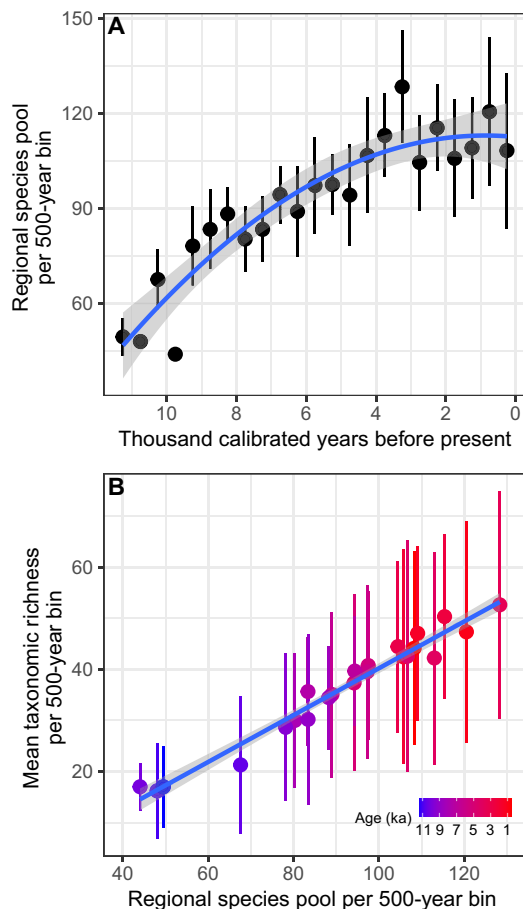 A
Regional species pool
per 500-year bin
150
120
90
60
10 8 6 4 2 0
Thousand calibrated years before present
B
Mean taxonomic richness
per 500-year bin
60
40
20
Age (ka)
11 9 7 5 3 1
40 60 80 100 120
Regional species pool per 500-year bin